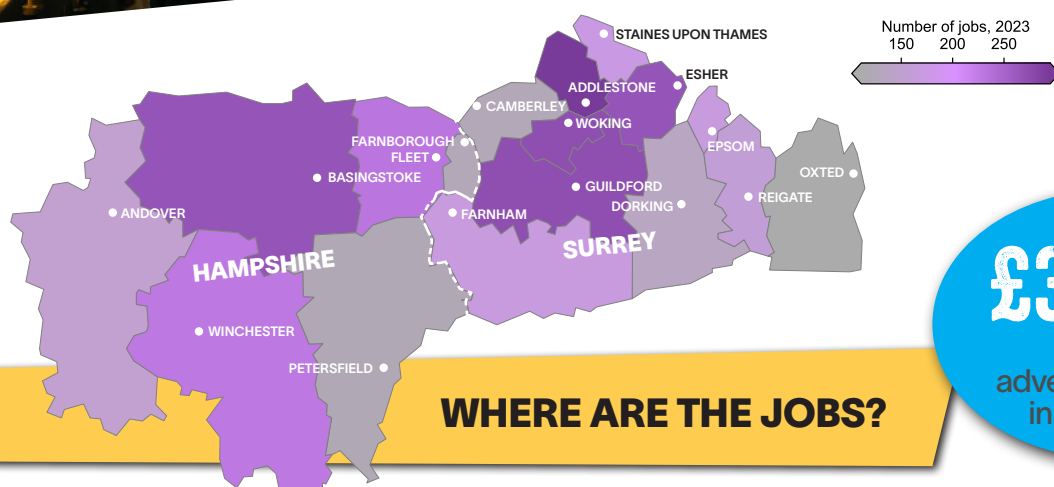 Number of jobs, 2023
150 200 250
STAINES UPON THAMES
ESHER
ADDLESTONE
CAMBERLEY
WOKING
FARNBOROUGH
FLEET
EPSOM
BASINGSTOKE
OXTED
GUILDFORD
REIGATE
DORKING
ANDOVER
FARNHAM
SURREY
HAMPSHIRE
WINCHESTER
PETERSFIELD
WHERE ARE THE JOBS?
£3
adve
in